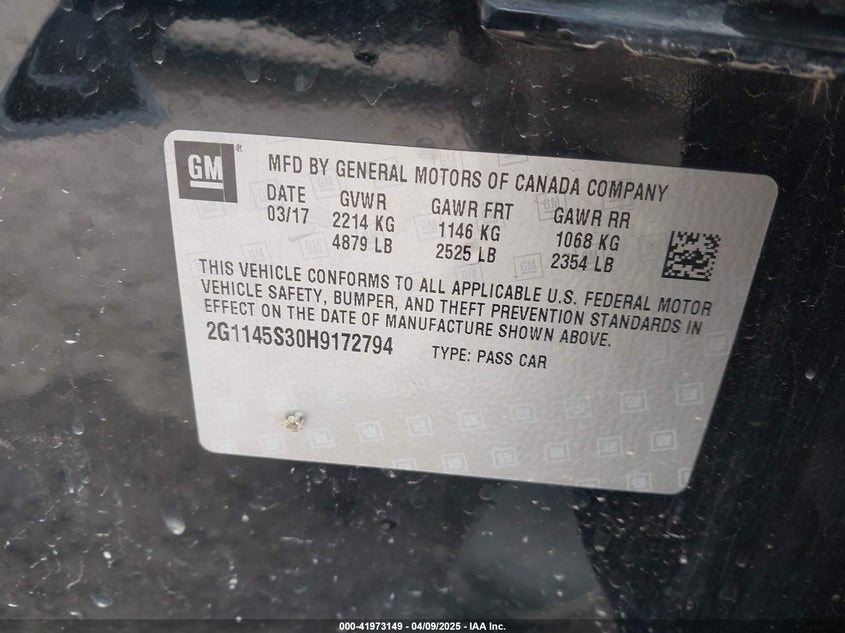 GM
MFD BY GENERAL MOTORS OF CANADA COMPANY
DATE GVWR GAWR FRT GAWR RR
03/17 2214 KG 1146 KG 1068 KG
4879 LB 2525 LB 2354 LB
THIS VEHICLE CONFORMS TO ALL APPLICABLE U.S. FEDERAL MOTOR
VEHICLE SAFETY, BUMPER, AND THEFT PREVENTION STANDARDS IN
EFFECT ON THE DATE OF MANUFACTURE SHOWN ABOVE.
2G1145S30H9172794 TYPE: PASS CAR
000-41973149 - 04/09/2025 - IAA Inc.